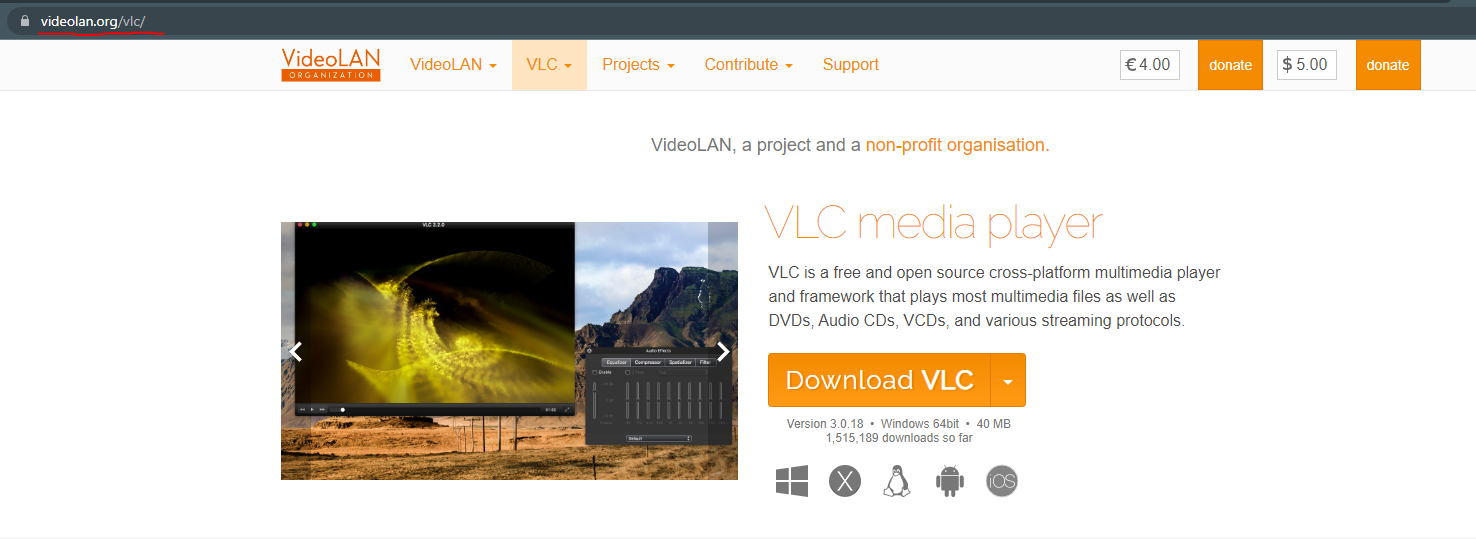 videolan.org/vlc/
VideoLAN
ORGANIZATION
VideoLAN VLC Projects Contribute Support € 4.00 donate $ 5.00 donate
VideoLAN, a project and a non-profit organisation.
VLC 2.2.0
Audio Effects
Equalizer Compressor Spatializer Filter
Enable
Default
VLC media player
VLC is a free and open source cross-platform multimedia player
and framework that plays most multimedia files as well as
DVDs, Audio CDs, VCDs, and various streaming protocols.
Download VLC
Version 3.0.18 • Windows 64bit • 40 MB
1,515,189 downloads so far
X iOS